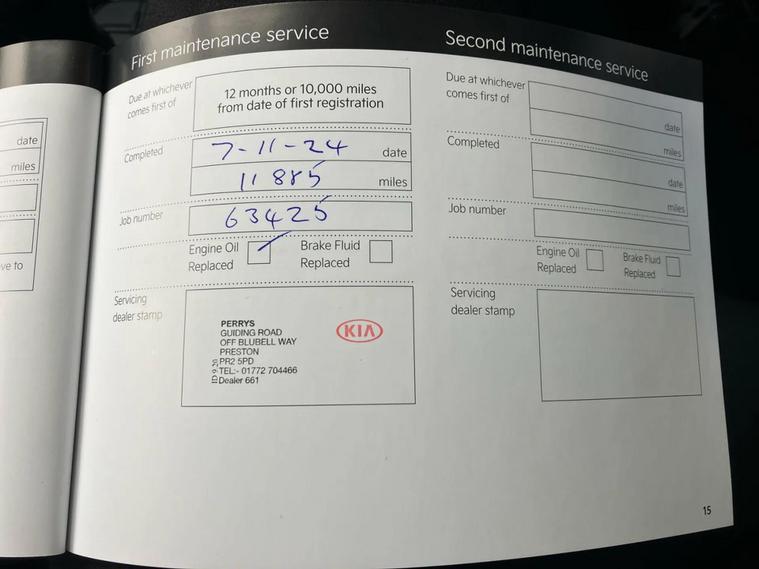 date
miles
ve to
First maintenance service
Due at whichever
comes first of
12 months or 10,000 miles
from date of first registration
Completed
7-11-24 date
11 885 miles
Job number
63425
Engine Oil
Replaced
Brake Fluid
Replaced
Servicing
dealer stamp
PERRYS
GUIDING ROAD
OFF BLUBELL WAY
PRESTON
PR2 5PD
TEL:- 01772 704466
Dealer 661
KIA
Second maintenance service
Due at whichever
comes first of
date
miles
Completed
date
miles
Job number
Engine Oil
Replaced
Brake Fluid
Replaced
Servicing
dealer stamp
15